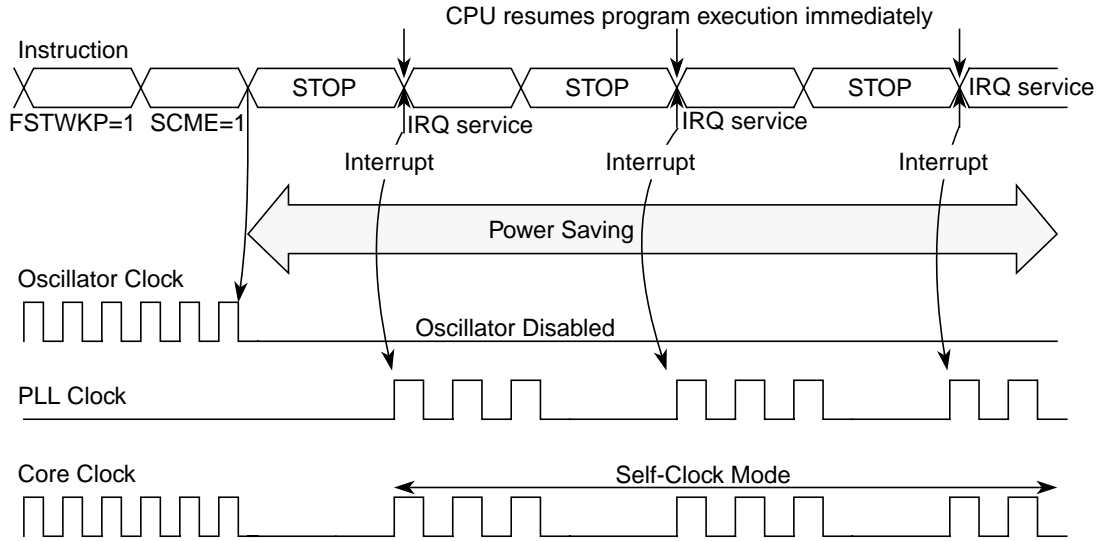 CPU resumes program execution immediately
Instruction
STOP
STOP
STOP
IRQ service
FSTWKP=1 SCME=1
IRQ service
IRQ service
Interrupt
Interrupt
Interrupt
Power Saving
Oscillator Clock
Oscillator Disabled
PLL Clock
Core Clock
Self-Clock Mode